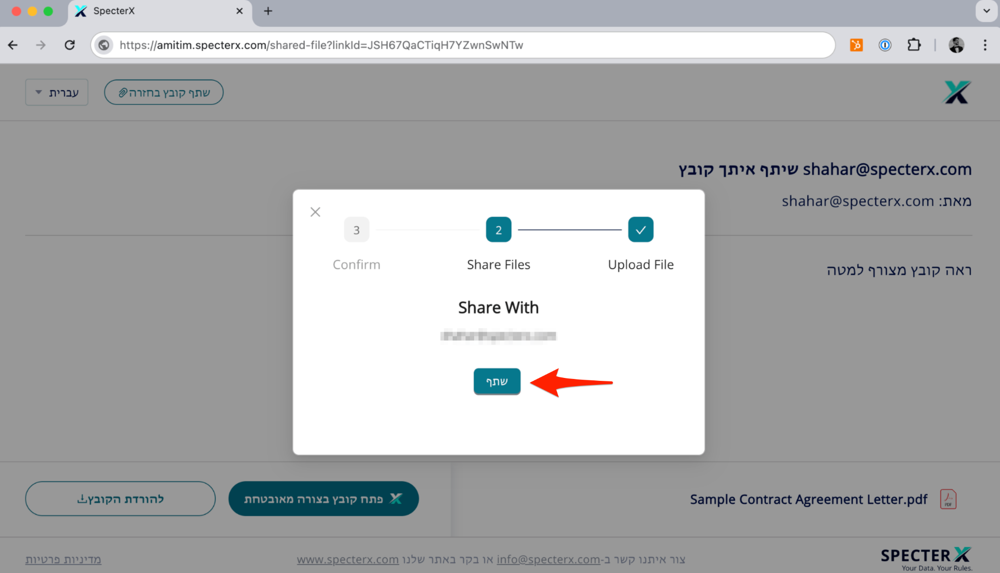 SpecterX
https://amitim.specterx.com/shared-file?linkId=JSH67QaCTiqH7YZwnSwNTw
שתף קובץ בחזרה
עברית
shahar@specterx.com שיתף איתך קובץ
מאת: shahar@specterx.com
ראה קובץ מצורף למטה
Upload File
2
Share Files
3
Confirm
Share With
שתף
Sample Contract Agreement Letter.pdf
PDF
פתח קובץ בצורה מאובטחת
להורדת הקובץ
SPECTERX
Your Data. Your Rules.
צור איתנו קשר ב-info@specterx.com או בקר באתר שלנו www.specterx.com
מדיניות פרטיות